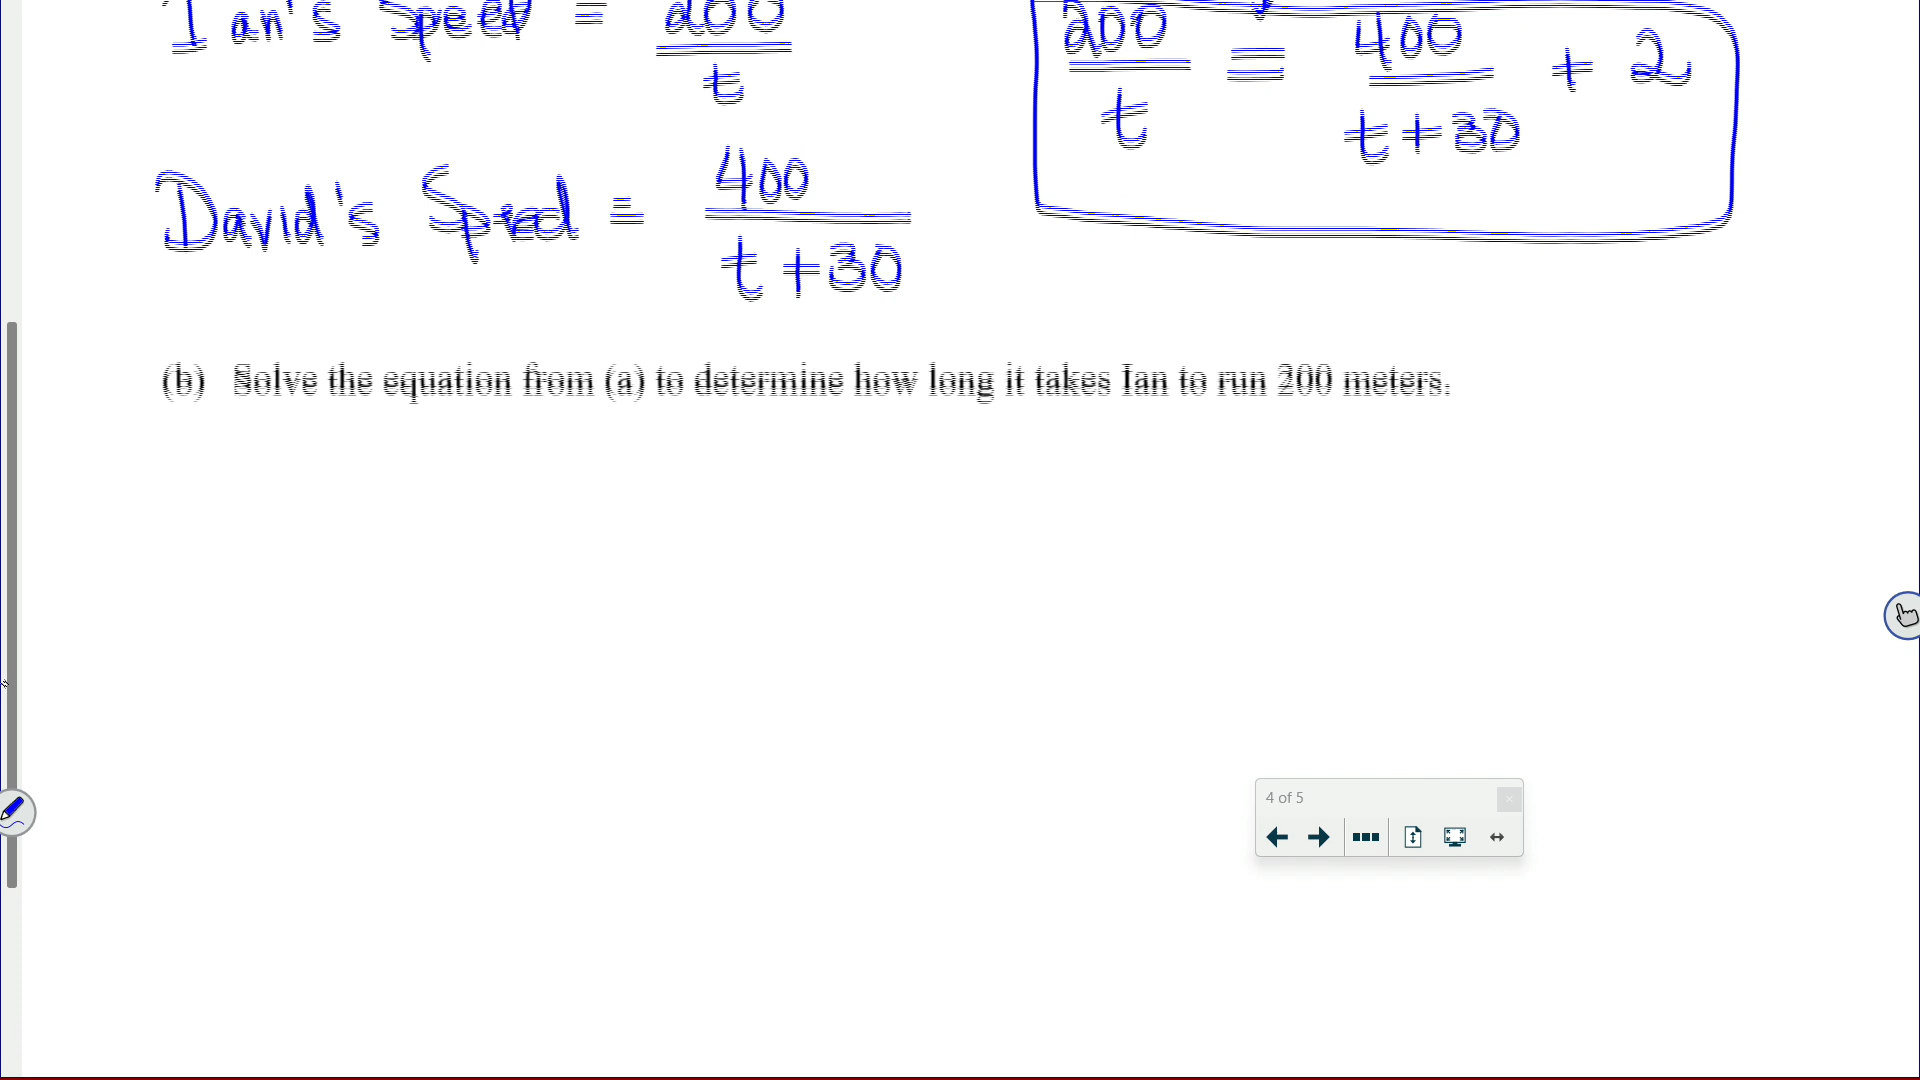 Ian's Speed = 200/t
200/t = 400/t+30 + 2
David's Speed = 400/t+30
(b) Solve the equation from (a) to determine how long it takes Ian to run 200 meters.
4 of 5